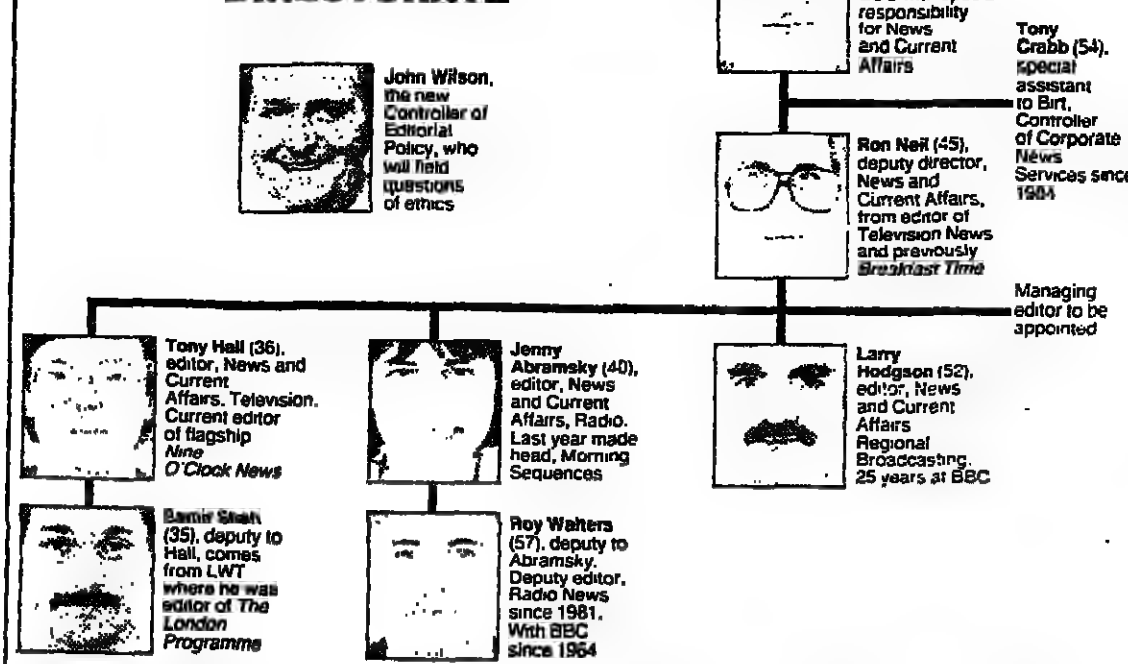 responsibility
for News
and Current
Affairs
Tony
Crabb (54),
special
assistant
to Birt,
Controller
of Corporate
News
Services since
1984
John Wilson,
the new
Controller of
Editorial
Policy, who
will field
questions
of ethics
Ron Neil (45),
deputy director,
News and
Current Affairs,
from editor of
Television News
and previously
Breakfast Time
Managing
editor to be
appointed
Tony Hall (36),
editor, News and
Current
Affairs, Television.
Current editor
of flagship
Nine
O'Clock News
Jenny
Abramsky (40),
editor, News
and Current
Affairs, Radio.
Last year made
head, Morning
Sequences
Larry
Hodgson (52),
editor, News
and Current
Affairs
Regional
Broadcasting,
25 years at BBC
Samir Shah
(35), deputy to
Hall, comes
from LWT
where he was
editor of The
London
Programme
Roy Walters
(57), deputy to
Abramsky.
Deputy editor,
Radio News
since 1981.
With BBC
since 1964